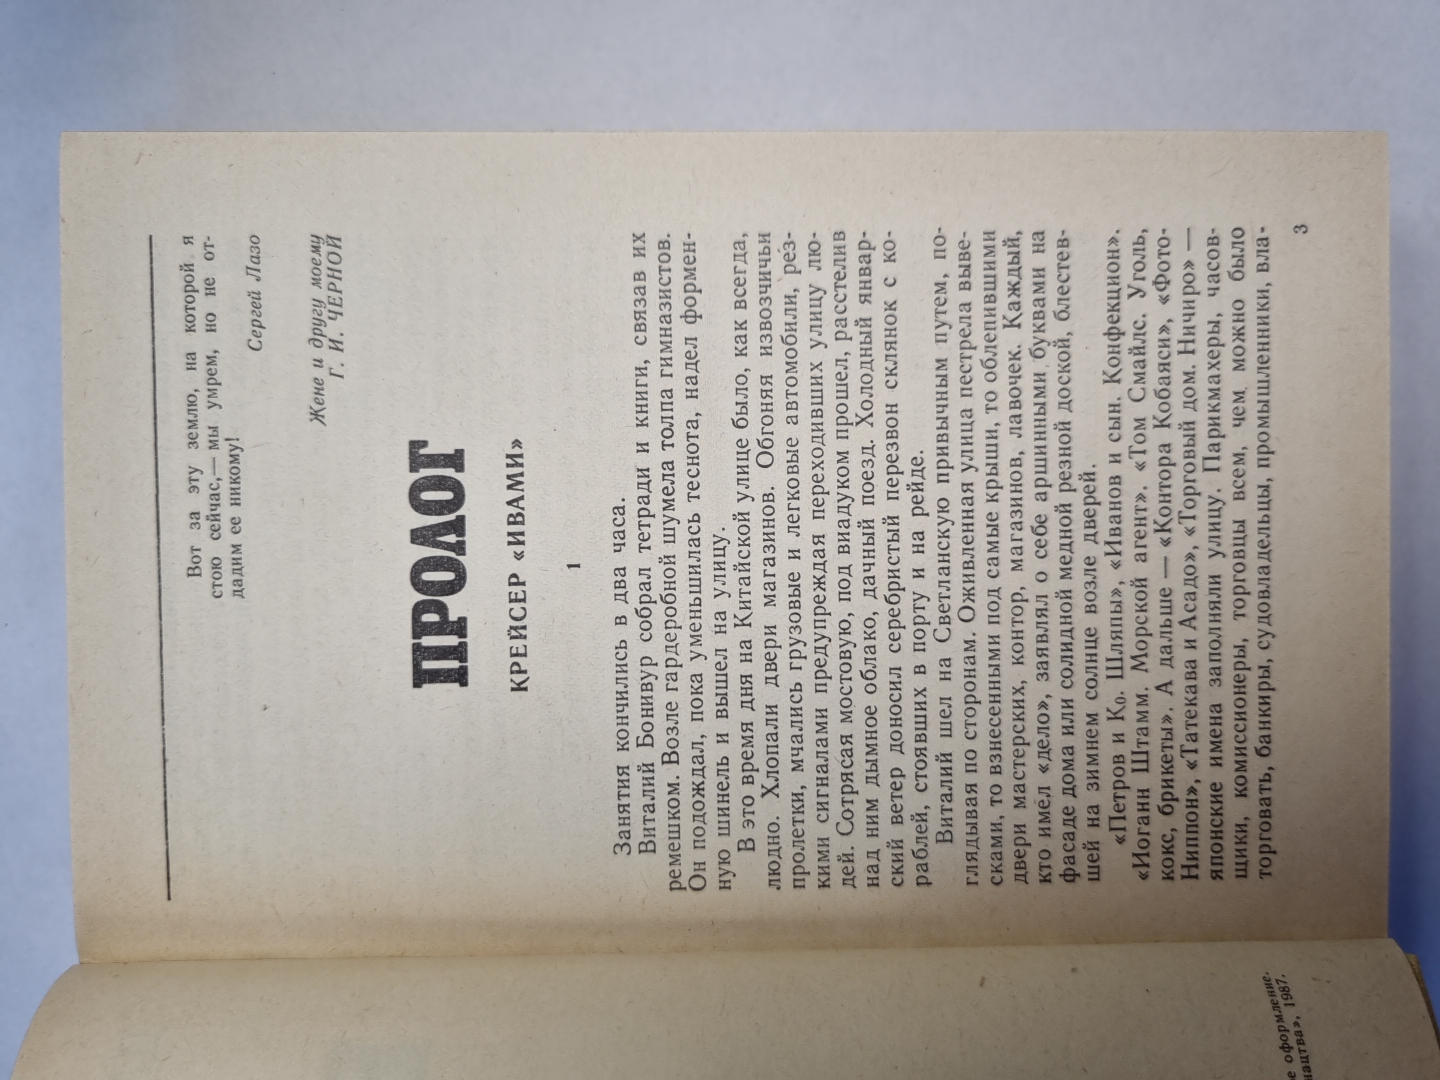 Вот за эту землю, на которой я
стою сейчас,— мы умрем, но не от-
дадим ее никому!
Сергей Лазо
Жене и другу моему
Г. И. ЧЕРНОЙ
ПРОЛОГ
КРЕЙСЕР «ИВАМИ»
1
Занятия кончились в два часа.
Виталий Бонивур собрал тетради и книги, связав их
ремешком. Возле гардеробной шумела толпа гимназистов.
Он подождал, пока уменьшилась теснота, надел формен-
ную шинель и вышел на улицу.
В это время дня на Китайской улице было, как всегда,
людно. Хлопали двери магазинов. Обгоняя извозчичьи
пролетки, мчались грузовые и легковые автомобили, рез-
кими сигналами предупреждая переходивших улицу лю-
дей. Сотрясая мостовую, под виадуком прошел, расстелив
над ним дымное облако, дачный поезд. Холодный январ-
ский ветер доносил серебристый перезвон склянок с ко-
раблей, стоявших в порту и на рейде.
Виталий шел на Светланскую привычным путем, по-
глядывая по сторонам. Оживленная улица пестрела выве-
сками, то взнесенными под самые крыши, то облепившими
двери мастерских, контор, магазинов, лавочек. Каждый,
кто имел «дело», заявлял о себе аршинными буквами на
фасаде дома или солидной медной резной доской, блестев-
шей на зимнем солнце возле дверей.
«Петров и К0. Шляпы», «Иванов и сын. Конфекцион».
«Иоганн Штамм. Морской агент». «Том Смайлс. Уголь,
кокс, брикеты». А дальше — «Контора Кобаяси», «Фото-
Ниппон», «Татекава и Асадо», «Торговый дом. Ничиро» —
японские имена заполняли улицу. Парикмахеры, часов-
щики, комиссионеры, торговцы всем, чем можно было
торговать, банкиры, судовладельцы, промышленники, вла-
3
оформление.
1987.